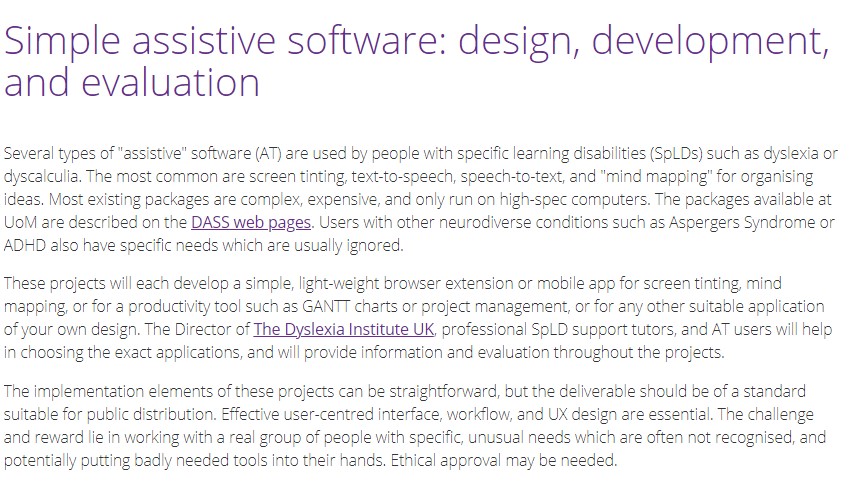 Simple assistive software: design, development,
and evaluation
Several types of "assistive" software (AT) are used by people with specific learning disabilities (SpLDs) such as dyslexia or
dyscalculia. The most common are screen tinting, text-to-speech, speech-to-text, and "mind mapping" for organising
ideas. Most existing packages are complex, expensive, and only run on high-spec computers. The packages available at
UoM are described on the DASS web pages. Users with other neurodiverse conditions such as Aspergers Syndrome or
ADHD also have specific needs which are usually ignored.
These projects will each develop a simple, light-weight browser extension or mobile app for screen tinting, mind
mapping, or for a productivity tool such as GANTT charts or project management, or for any other suitable application
of your own design. The Director of The Dyslexia Institute UK, professional SpLD support tutors, and AT users will help
in choosing the exact applications, and will provide information and evaluation throughout the projects.
The implementation elements of these projects can be straightforward, but the deliverable should be of a standard
suitable for public distribution. Effective user-centred interface, workflow, and UX design are essential. The challenge
and reward lie in working with a real group of people with specific, unusual needs which are often not recognised, and
potentially putting badly needed tools into their hands. Ethical approval may be needed.